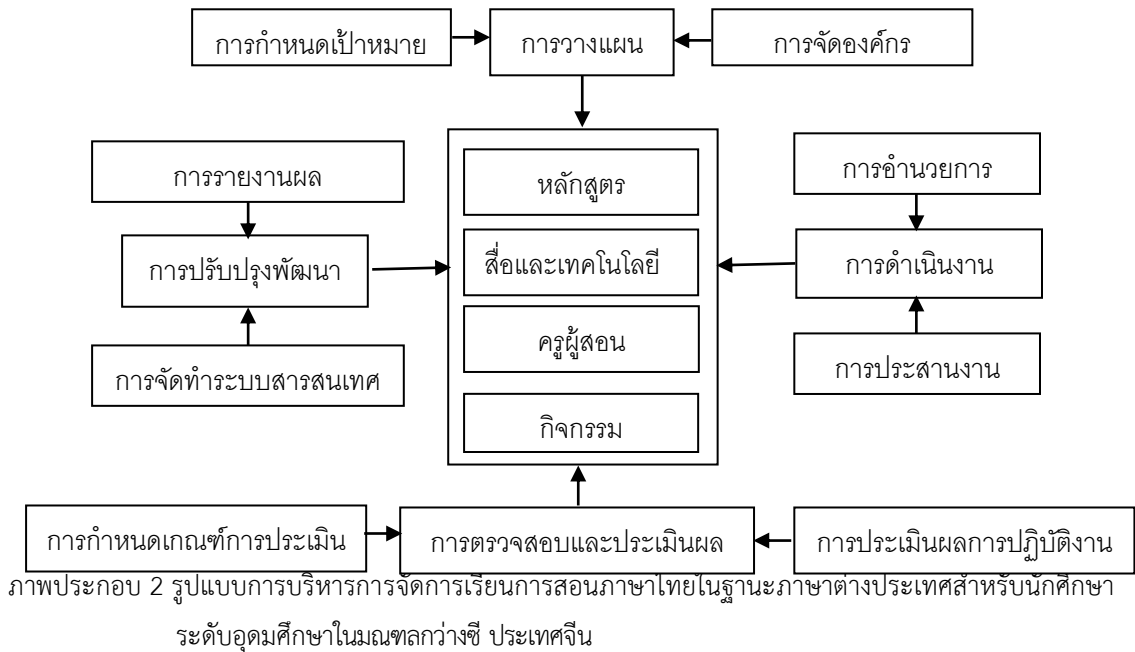 การกำหนดเป้าหมาย
การวางแผน
การจัดองค์กร
การรายงานผล
หลักสูตร
การอำนวยการ
การปรับปรุงพัฒนา
สื่อและเทคโนโลยี
การดำเนินงาน
ครูผู้สอน
การจัดทำระบบสารสนเทศ
การประสานงาน
กิจกรรม
การกำหนดเกณฑ์การประเมิน
การตรวจสอบและประเมินผล
การประเมินผลการปฏิบัติงาน
ภาพประกอบ 2 รูปแบบการบริหารการจัดการเรียนการสอนภาษาไทยในฐานะภาษาต่างประเทศสำหรับนักศึกษา
ระดับอุดมศึกษาในมณฑลกว่างซี ประเทศจีน